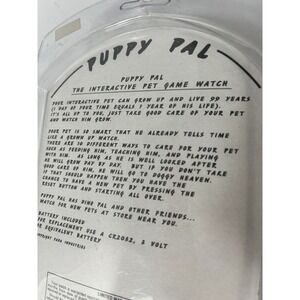 PUPPY PAL
PUPPY PAL
THE INTERACTIVE PET GAME WATCH
YOUR INTERACTIVE PET CAN GROW UP AND LIVE 99 YEARS
(1 DAY OF YOUR TIME EQUALS 1 YEAR OF HIS LIFE).
IT'S ALL UP TO YOU, JUST TAKE GOOD CARE OF YOUR PET
AND WATCH HIM GROW.
YOUR PET IS SO SMART THAT HE ALREADY TELLS TIME
LIKE A GROWN UP WATCH.
THERE ARE 10 DIFFERENT WAYS TO CARE FOR YOUR PET
SUCH AS FEEDING HIM, TEACHING HIM, AND PLAYING
WITH HIM. AS LONG AS HE IS WELL LOOKED AFTER
HE WILL GROW DAY BY DAY. BUT IF YOU DON'T TAKE
GOOD CARE OF HIM, HE WILL GO TO DOGGY HEAVEN.
IF THAT SHOULD HAPPEN THEN YOU HAVE THE
CHANCE TO HAVE A NEW PET BY PRESSING THE
RESET BUTTON AND STARTING ALL OVER.
PUPPY PAL HAS DINO PAL AND OTHER FRIENDS...
WATCH FOR NEW PETS AT STORE NEAR YOU.
BATTERY INCLUDED
FOR REPLACEMENT USE A CR2032, 3 VOLT
OR EQUIVALENT BATTERY
INDUSTRIES
LIMITED